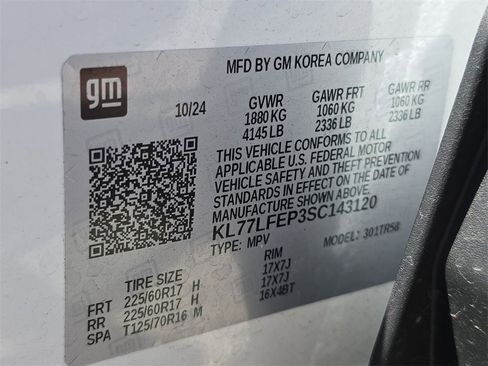 MFD BY GM KOREA COMPANY
gm
10/24 GVWR GAWR FRT GAWR RR
1880 KG 1060 KG 1060 KG
4145 LB 2336 LB 2336 LB
THIS VEHICLE CONFORMS TO ALL
APPLICABLE U.S. FEDERAL MOTOR
VEHICLE SAFETY AND THEFT PREVENTION
STANDARDS IN EFFECT ON THE DATE OF
MANUFACTURE SHOWN ABOVE.
KL77LFEP3SC143120
TYPE: MPV MODEL: 301TR58
TIRE SIZE RIM
FRT 225/60R17 H 17X7J
RR 225/60R17 H 17X7J
SPA T125/70R16 M 16X4BT